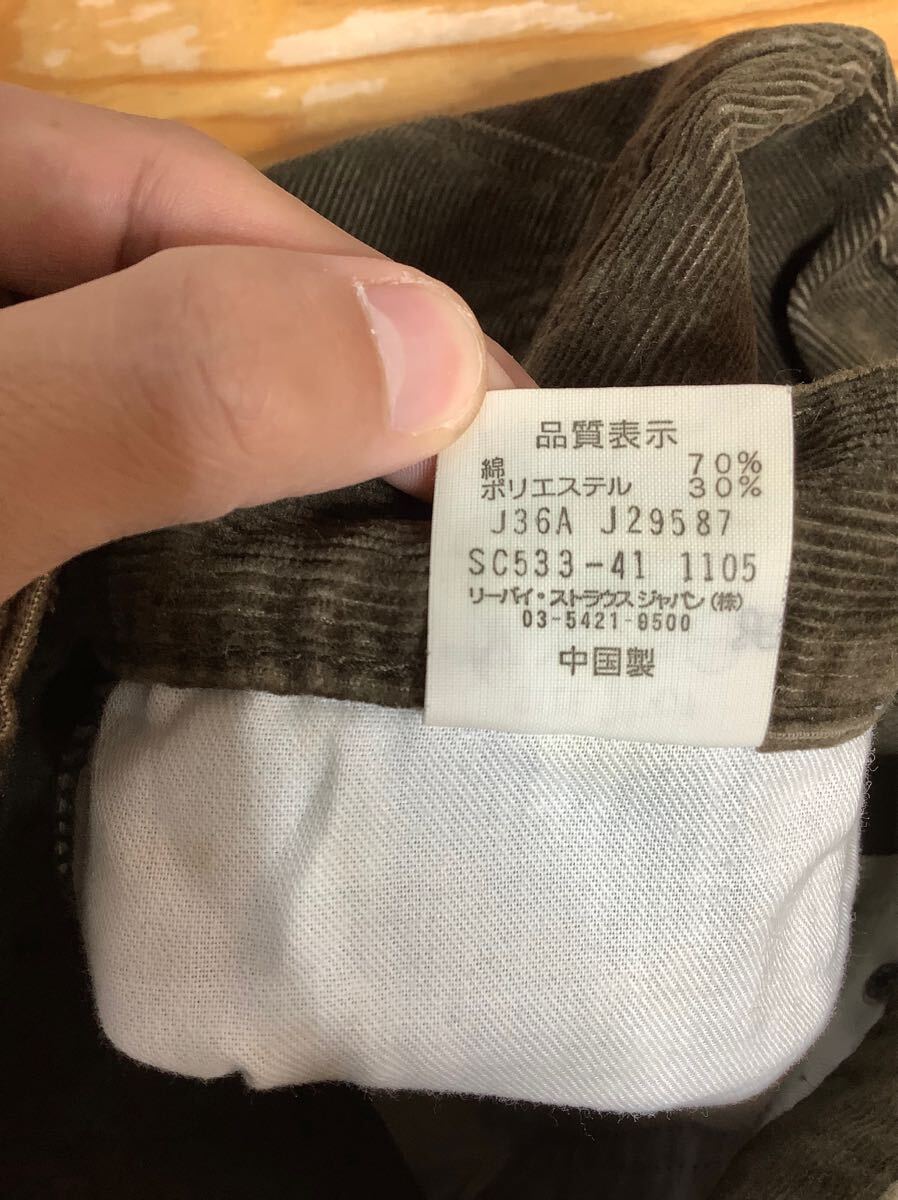 品質表示
綿 70%
ポリエステル 30%
J36A J29587
SC533-41 1105
リーバイ・ストラウスジャパン(株)
03-5421-9500
中国製